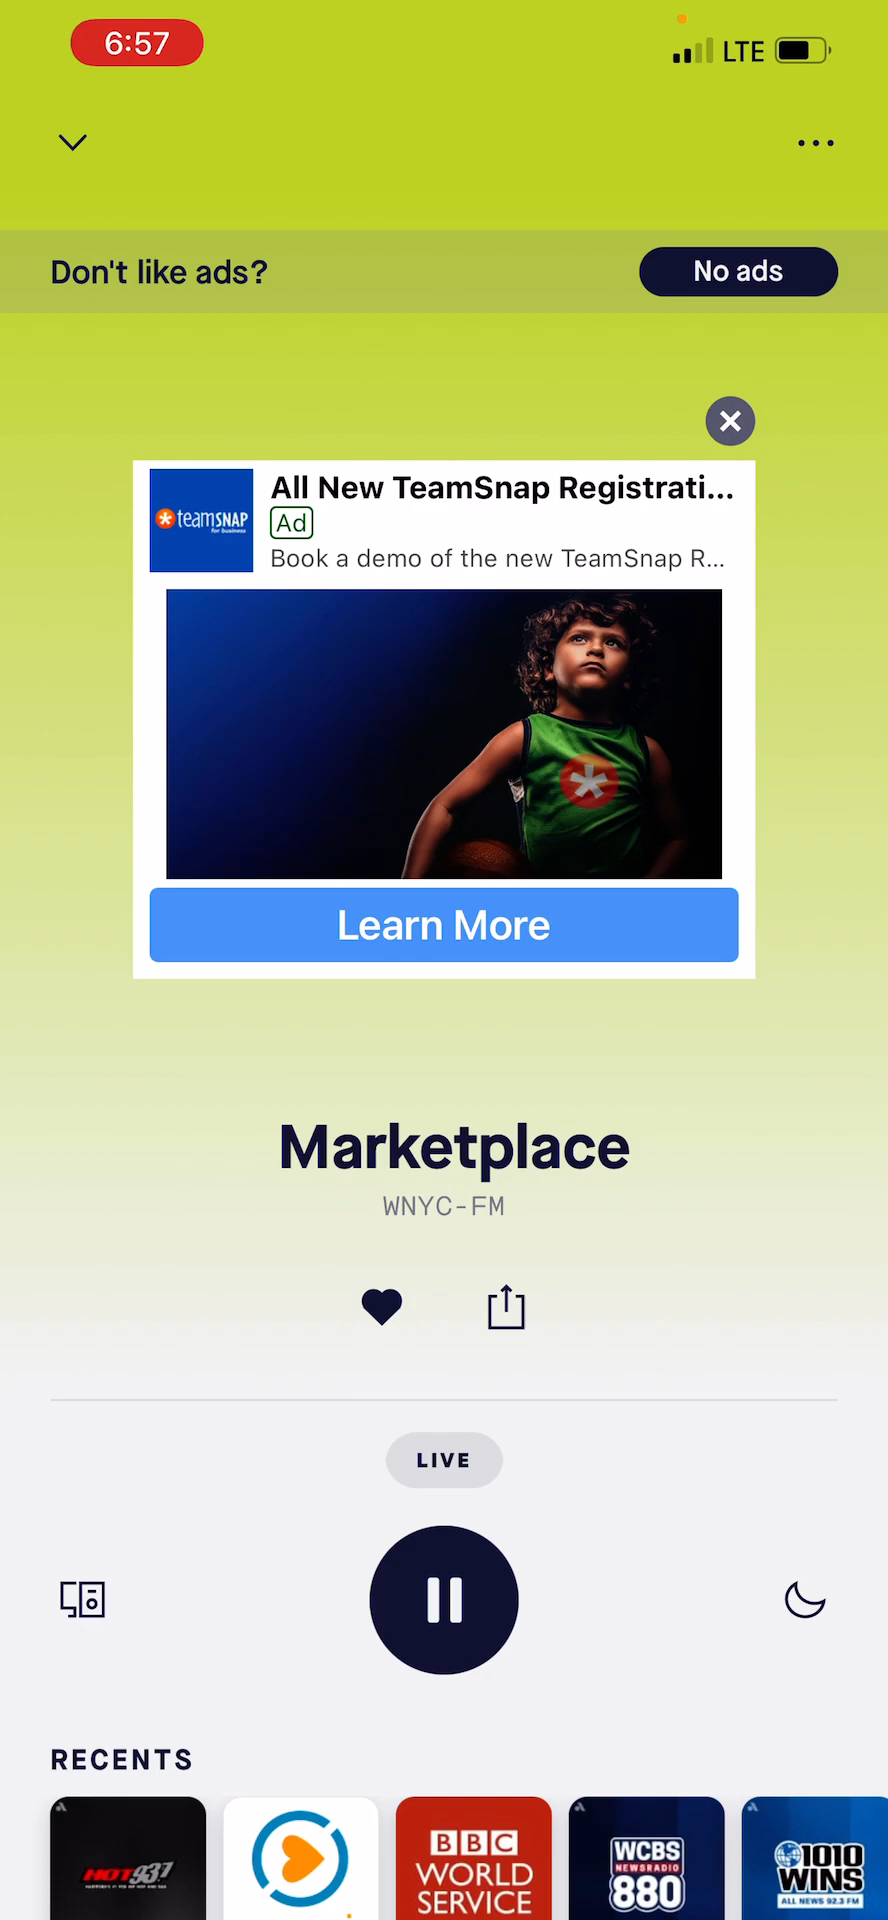 6:57
LTE
Don't like ads?
No ads
teamSNAP
for business
All New TeamSnap Registrati...
Ad
Book a demo of the new TeamSnap R...
Learn More
Marketplace
WNYC-FM
LIVE
RECENTS
HOT 93.7
BBC
WORLD
SERVICE
WCBS
NEWSRADIO
880
1010
WINS
ALL NEWS 92.3 FM